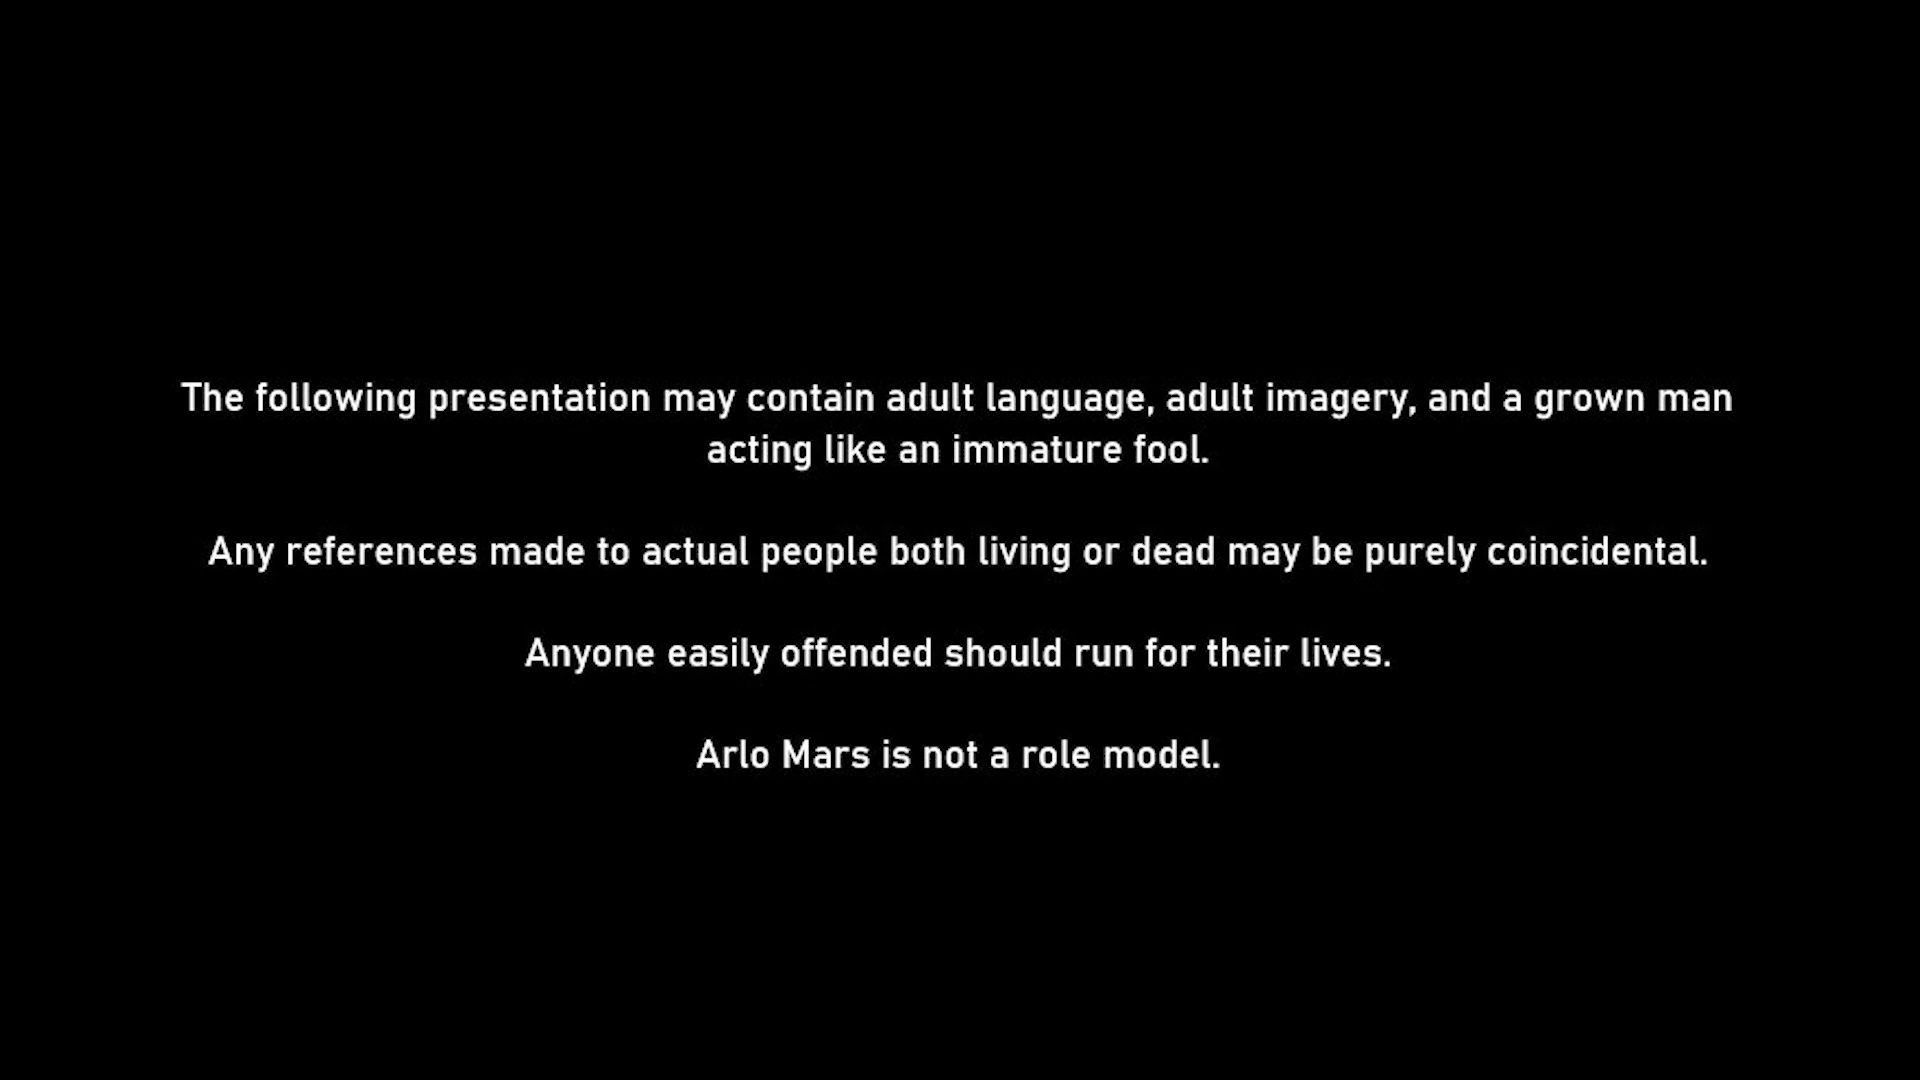 The following presentation may contain adult language, adult imagery, and a grown man
acting like an immature fool.
Any references made to actual people both living or dead may be purely coincidental.
Anyone easily offended should run for their lives.
Arlo Mars is not a role model.